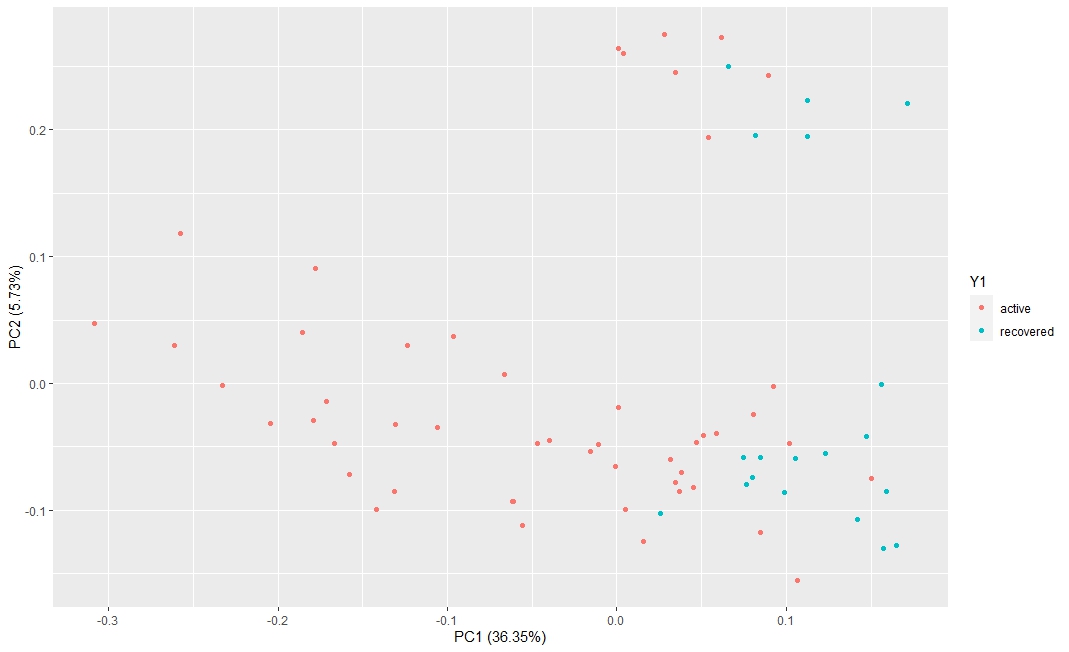 0.2
0.1
0.0
-0.1
PC2 (5.73%)
-0.3
-0.2
-0.1
0.0
0.1
PC1 (36.35%)
Y1
active
recovered